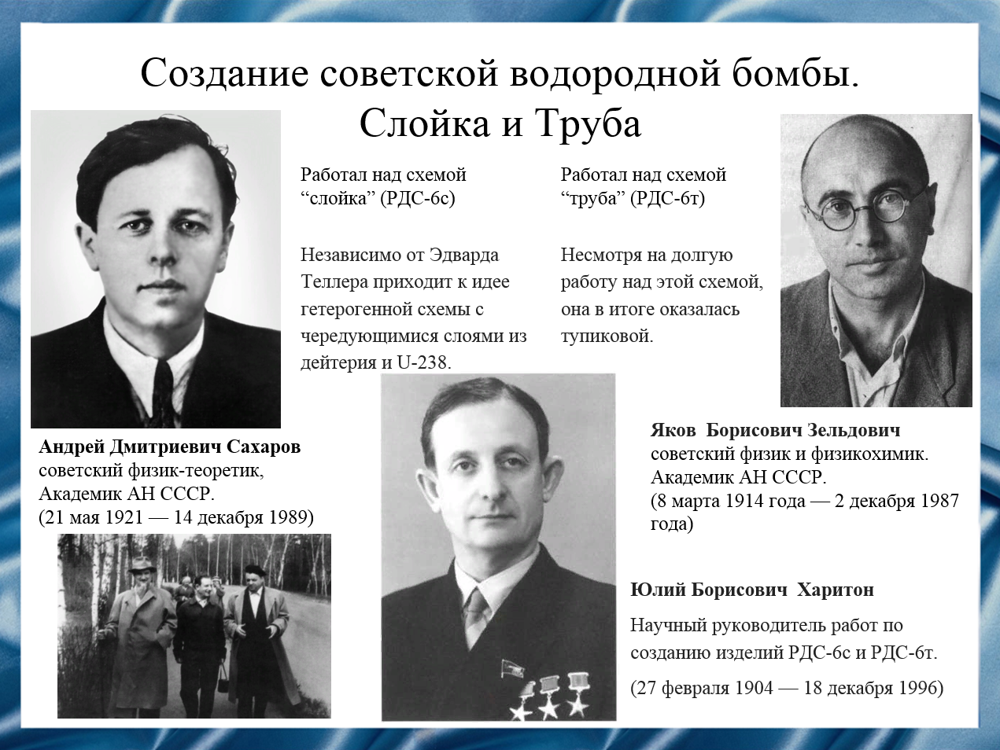 Создание советской водородной бомбы.
Слойка и Труба
Работал над схемой
“слойка” (РДС-6с)
Независимо от Эдварда
Теллера приходит к идее
гетерогенной схемы с
чередующимися слоями из
дейтерия и U-238.
Работал над схемой
“труба” (РДС-6т)
Несмотря на долгую
работу над этой схемой,
она в итоге оказалась
тупиковой.
Андрей Дмитриевич Сахаров
советский физик-теоретик,
Академик АН СССР.
(21 мая 1921 — 14 декабря 1989)
Яков  Борисович Зельдович
советский физик и физикохимик.
Академик АН СССР.
(8 марта 1914 года — 2 декабря 1987
года)
Юлий Борисович  Харитон
Научный руководитель работ по
созданию изделий РДС-6с и РДС-6т.
(27 февраля 1904 — 18 декабря 1996)